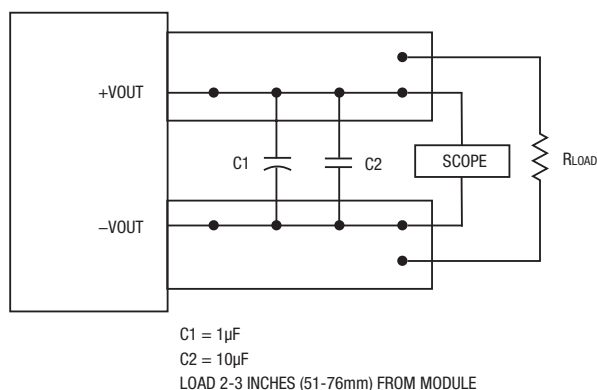 +VOUT
C1
C2
SCOPE
RLOAD
−VOUT
C1 = 1µF
C2 = 10µF
LOAD 2-3 INCHES (51-76mm) FROM MODULE